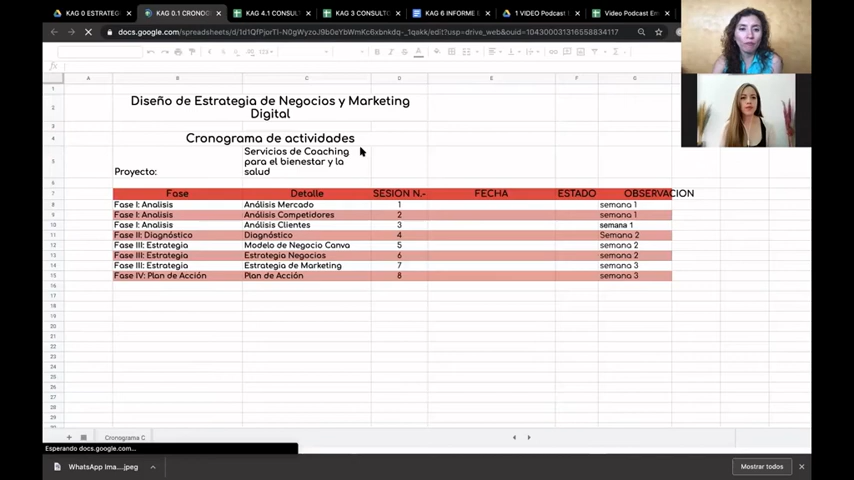 KAG 0 ESTRATEG
KAG 0.1 CRONO
KAG 4.1 CONSUL
KAG 3 CONSULTO
KAG 6 INFORME
1 VIDEO Podcast
Video Podcast Em
Diseño de Estrategia de Negocios y Marketing
Digital
Cronograma de actividades
Proyecto: Servicios de Coaching
para el bienestar y la
salud
Fase Detalle SESION N.- FECHA ESTADO OBSERVACION
Fase I: Analisis Análisis Mercado 1 semana 1
Fase I: Analisis Análisis Competidores 2 semana 1
Fase I: Analisis Análisis Clientes 3 semana 1
Fase II: Diagnóstico Diagnóstico 4 Semana 2
Fase III: Estrategia Modelo de Negocio Canva 5 semana 2
Fase III: Estrategia Estrategia Negocios 6 semana 2
Fase III: Estrategia Estrategia de Marketing 7 semana 3
Fase IV: Plan de Acción Plan de Acción 8 semana 3
Cronograma C
Esperando docs.google.com...
WhatsApp Ima....jpeg
Mostrar todos